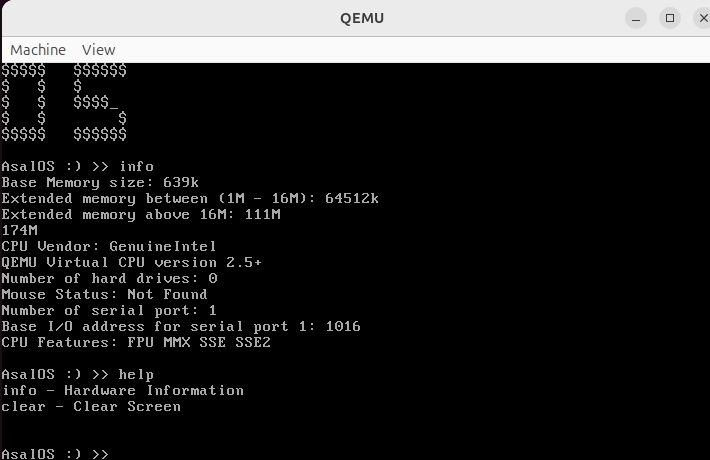 QEMU
Machine View
$$$$$   $$$$$$
$   $   $
$   $   $$$$_
$   $        $
$$$$$   $$$$$$
AsalOS :) >> info
Base Memory size: 639k
Extended memory between (1M - 16M): 64512k
Extended memory above 16M: 111M
174M
CPU Vendor: GenuineIntel
QEMU Virtual CPU version 2.5+
Number of hard drives: 0
Mouse Status: Not Found
Number of serial port: 1
Base I/O address for serial port 1: 1016
CPU Features: FPU MMX SSE SSE2
AsalOS :) >> help
info - Hardware Information
clear - Clear Screen
AsalOS :) >>